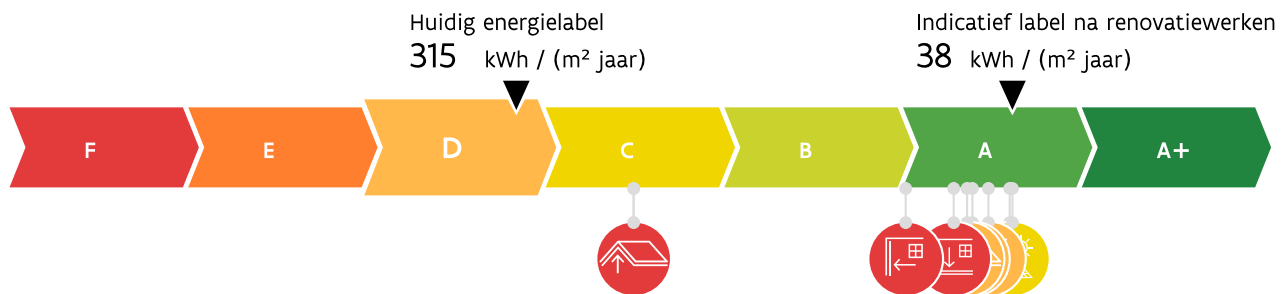 Huidig energielabel
315 kWh / (m² jaar)
Indicatief label na renovatiewerken
38 kWh / (m² jaar)
F E D C B A A+